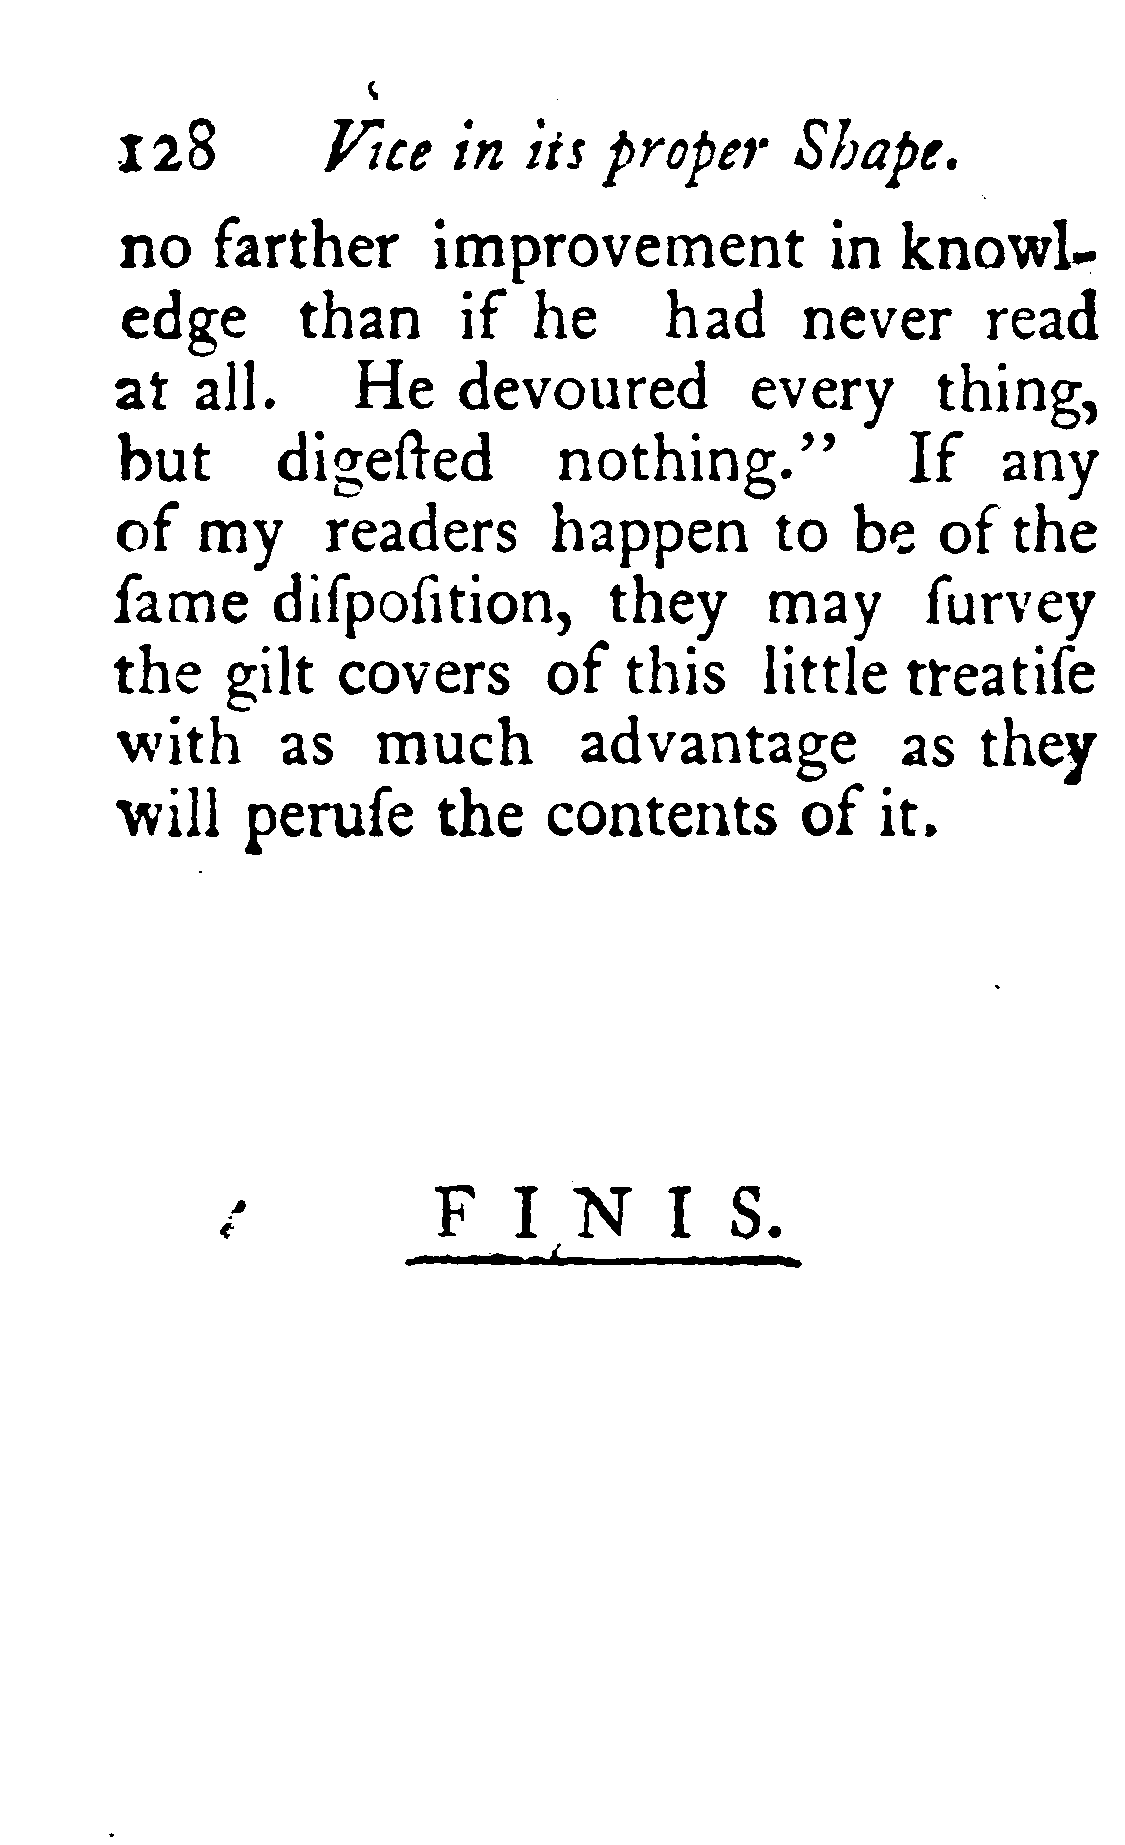 128 Vice in its proper Shape.
no farther improvement in knowl-
edge than if he had never read
at all. He devoured every thing,
but digeſted nothing.” If any
of my readers happen to be of the
ſame diſpoſition, they may ſurvey
the gilt covers of this little treatiſe
with as much advantage as they
will peruſe the contents of it.
F I N I S.